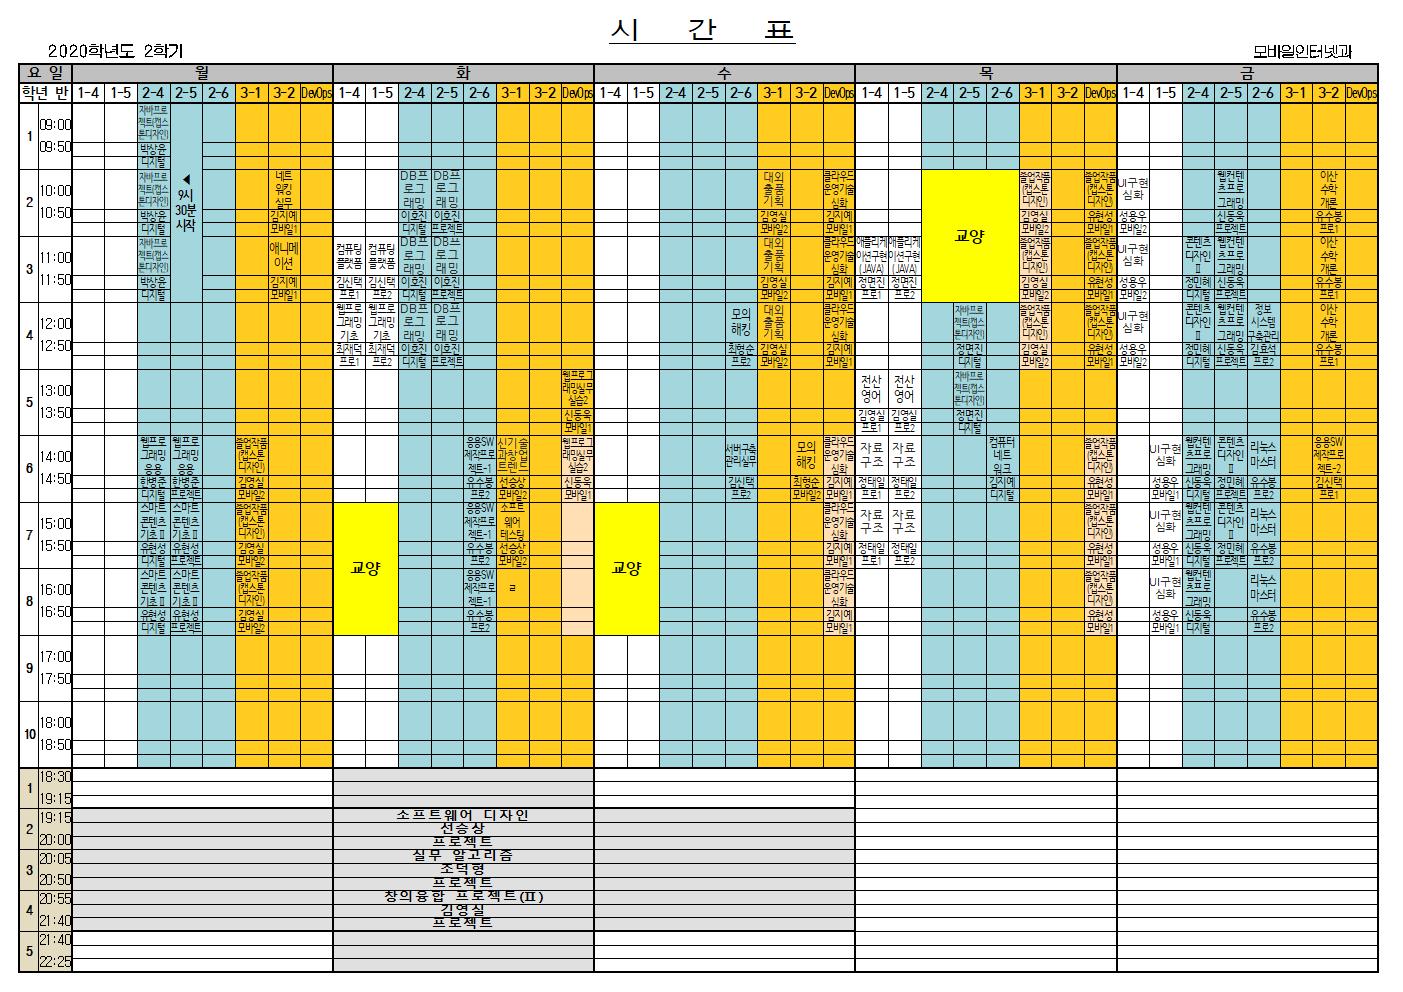 시 간 표
2020학년도 2학기
모바일인터넷과
요 일 월 화 수 목 금
학년 반 1-4 1-5 2-4 2-5 2-6 3-1 3-2 DevOps 1-4 1-5 2-4 2-5 2-6 3-1 3-2 DevOps 1-4 1-5 2-4 2-5 2-6 3-1 3-2 DevOps 1-4 1-5 2-4 2-5 2-6 3-1 3-2 DevOps 1-4 1-5 2-4 2-5 2-6 3-1 3-2 DevOps
1 09:00 09:50
자바프로
젝트(캡스
톤디자인)
박상윤
디지털
◀
9시
30분
시작
2 10:00 10:50
자바프로 네트 DB프 DB프 대외 클라우드 졸업작품 졸업작품 UI구현 웹컨텐 이산
젝트(캡스 워킹 로그 로그 출품 운영기술 (캡스톤 (캡스톤 심화 츠프로 수학
톤디자인) 실무 래밍 래밍 기획 심화 디자인) 디자인) 그래밍 개론
박상윤 김지예 이호진 이호진 김영실 김지예 김영실 유현성 성용우 신동욱 유수봉
디지털 모바일1 디지털 프로젝트 모바일2 모바일1 모바일2 모바일1 모바일2 프로젝트 프로1
교양
3 11:00 11:50
자바프로 애니메 컴퓨팅 컴퓨팅 DB프 DB프 대외 클라우드 애플리케 애플리케 졸업작품 졸업작품 UI구현 콘텐츠 웹컨텐 이산
젝트(캡스 이션 플랫폼 플랫폼 로그 로그 출품 운영기술 이션구현 이션구현 (캡스톤 (캡스톤 심화 디자인 츠프로 수학
톤디자인) 래밍 래밍 기획 심화 (JAVA) (JAVA) 디자인) 디자인) Ⅱ 그래밍 개론
박상윤 김지예 김신택 김신택 이호진 이호진 김영실 김지예 정면진 정면진 김영실 유현성 성용우 정민혜 신동욱 유수봉
디지털 모바일1 프로1 프로2 디지털 프로젝트 모바일2 모바일1 프로1 프로2 모바일2 모바일1 모바일2 디지털 프로젝트 프로1
4 12:00 12:50
웹프로 웹프로 DB프 DB프 모의 대외 클라우드 자바프로 졸업작품 졸업작품 UI구현 콘텐츠 웹컨텐 정보 이산
그래밍 그래밍 로그 로그 해킹 출품 운영기술 젝트(캡스 (캡스톤 (캡스톤 심화 디자인 츠프로 시스템 수학
기초 기초 래밍 래밍 기획 심화 톤디자인) 디자인) 디자인) Ⅱ 그래밍 구축관리 개론
최재덕 최재덕 이호진 이호진 최형순 김영실 김지예 정면진 김영실 유현성 성용우 정민혜 신동욱 김호석 유수봉
프로1 프로2 디지털 프로젝트 프로2 모바일2 모바일1 디지털 모바일2 모바일1 모바일2 디지털 프로젝트 프로2 프로1
5 13:00 13:50
웹프로그 전산 전산 자바프로
래밍실무 영어 영어 젝트(캡스
실습2 톤디자인)
신동욱 김영실 김영실 정면진
모바일1 프로1 프로2 디지털
6 14:00 14:50
웹프로 웹프로 졸업작품 응용SW 신기술 웹프로그 서버구축 모의 클라우드 자료 자료 컴퓨터 졸업작품 UI구현 웹컨텐 콘텐츠 리눅스 응용SW
그래밍 그래밍 (캡스톤 제작프로 과창업 래밍실무 관리실무 해킹 운영기술 구조 구조 네트 (캡스톤 심화 츠프로 디자인 마스터 제작프로
응용 응용 디자인) 젝트-1 트렌드 실습2 심화 워크 디자인) 그래밍 Ⅱ 젝트-2
한병준 한병준 김영실 유수봉 선승상 신동욱 김신택 최형순 김지예 정태일 정태일 김지예 유현성 성용우 신동욱 정민혜 유수봉 김신택
디지털 프로젝트 모바일2 프로2 모바일2 모바일1 프로2 모바일2 모바일1 프로1 프로2 디지털 모바일1 모바일2 디지털 프로젝트 프로2 프로1
7 15:00 15:50
스마트 스마트 졸업작품 응용SW 소프트 클라우드 자료 자료 졸업작품 UI구현 웹컨텐 콘텐츠 리눅스
콘텐츠 콘텐츠 (캡스톤 제작프로 웨어 운영기술 구조 구조 (캡스톤 심화 츠프로 디자인 마스터
기초Ⅱ 기초Ⅱ 디자인) 젝트-1 테스팅 심화 디자인) 그래밍 Ⅱ
유현성 유현성 김영실 유수봉 선승상 김지예 정태일 정태일 유현성 성용우 신동욱 정민혜 유수봉
디지털 프로젝트 모바일2 프로2 모바일2 모바일1 프로1 프로2 모바일1 모바일2 디지털 프로젝트 프로2
교양 교양
8 16:00 16:50
스마트 스마트 졸업작품 응용SW 클라우드 졸업작품 UI구현 웹컨텐 리눅스
콘텐츠 콘텐츠 (캡스톤 제작프로 ㄹ 운영기술 (캡스톤 심화 츠프로 마스터
기초Ⅱ 기초Ⅱ 디자인) 젝트-1 심화 디자인) 그래밍
유현성 유현성 김영실 유수봉 김지예 유현성 성용우 신동욱 유수봉
디지털 프로젝트 모바일2 프로2 모바일1 모바일1 모바일1 디지털 프로2
9 17:00 17:50
10 18:00 18:50
1 18:30 19:15
2 19:15 20:00
소프트웨어 디자인
선승상
프로젝트
3 20:05 20:50
실무 알고리즘
조덕형
프로젝트
4 20:55 21:40
창의융합 프로젝트(Ⅱ)
김영실
프로젝트
5 21:40 22:25